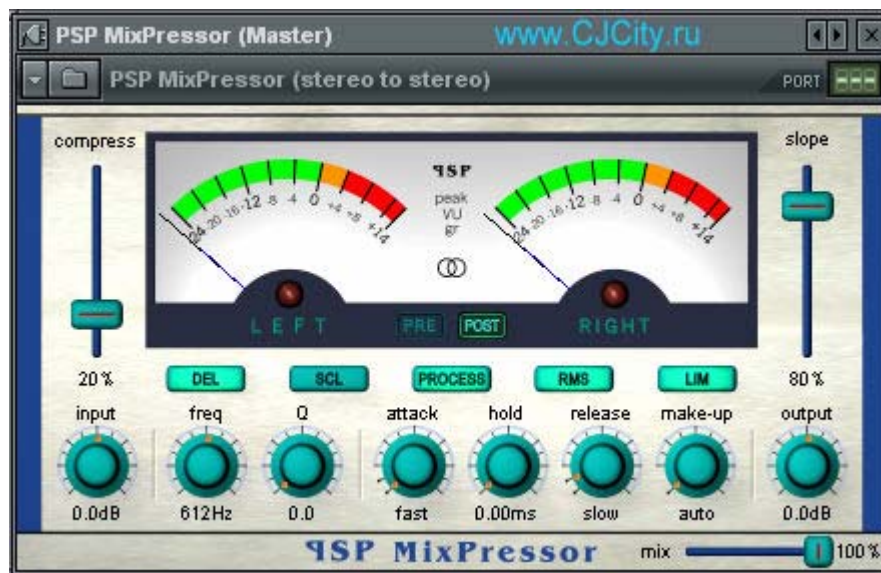 PSP MixPressor (Master) www.CJCity.ru
PSP MixPressor (stereo to stereo) PORT ---
compress slope
24 20 -16 -12 -8 -4 0 +4 +8 +14
PSP
peak
VU
gr
24 20 -16 -12 -8 -4 0 +4 +8 +14
LEFT PRE POST RIGHT
20% DEL SCL PROCESS RMS LIM 80%
input freq Q attack hold release make-up output
0.0dB 612Hz 0.0 fast 0.00ms slow auto 0.0dB
PSP MixPressor mix 100%